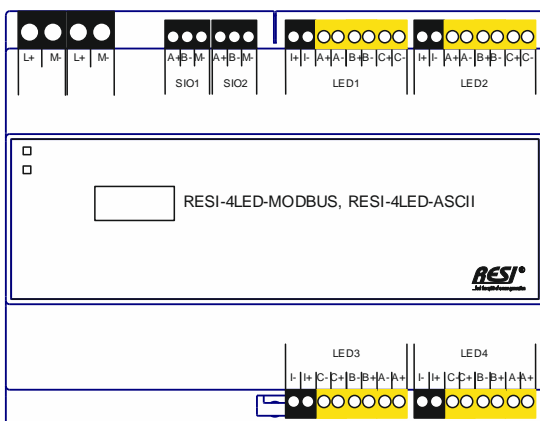 L+ M- L+ M- A+ B- M- A+ B- M- I+ I- A+ A- B+ B- C+ C- I+ I- A+ A- B+ B- C+ C-
SIO1 SIO2 LED1 LED2
RESI-4LED-MODBUS, RESI-4LED-ASCII
RESI®
LED3 LED4
I- I+ C- C+ B- B+ A- A+ I- I+ C- C+ B- B+ A- A+